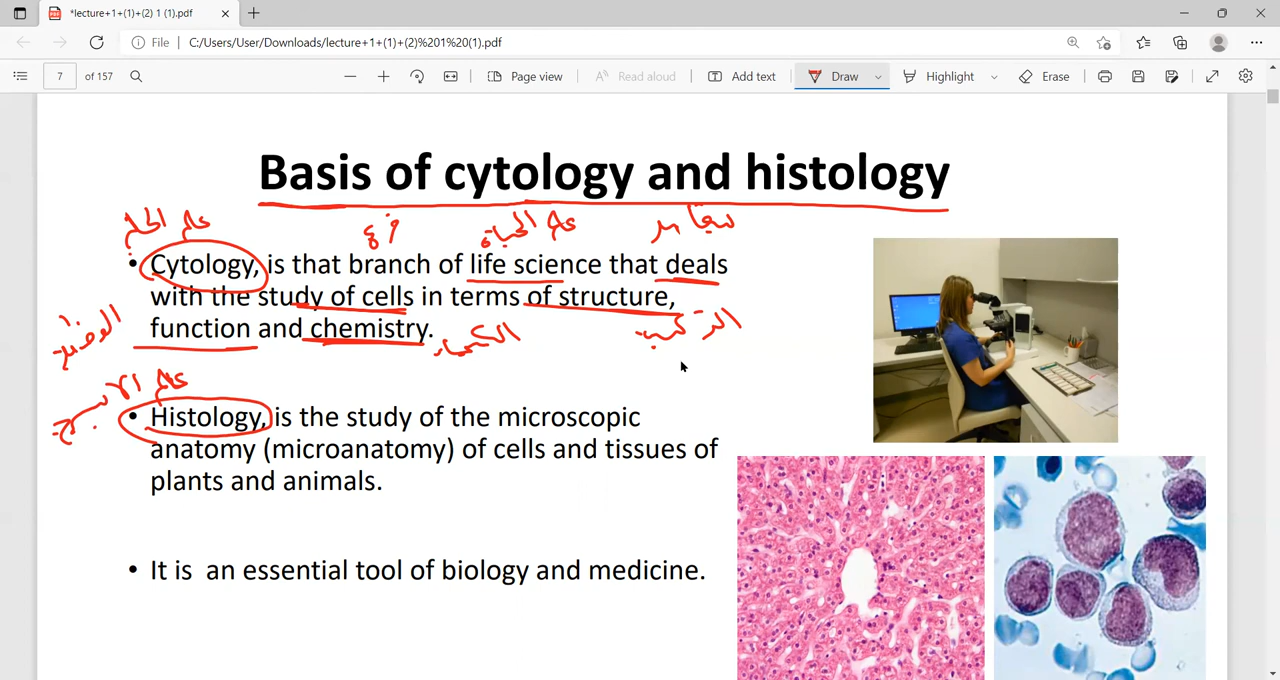 *lecture+1+(1)+(2) 1 (1).pdf
File C:/Users/User/Downloads/lecture+1+(1)+(2)%201%20(1).pdf
7 of 157 Page view Read aloud Add text Draw Highlight Erase
Basis of cytology and histology
علم الخلية فرع علم الحياة
• Cytology, is that branch of life science that deals
with the study of cells in terms of structure,
الوظيفة function and chemistry. الكيمياء التركيب
علم الانسجة
• Histology, is the study of the microscopic
anatomy (microanatomy) of cells and tissues of
plants and animals.
• It is an essential tool of biology and medicine.